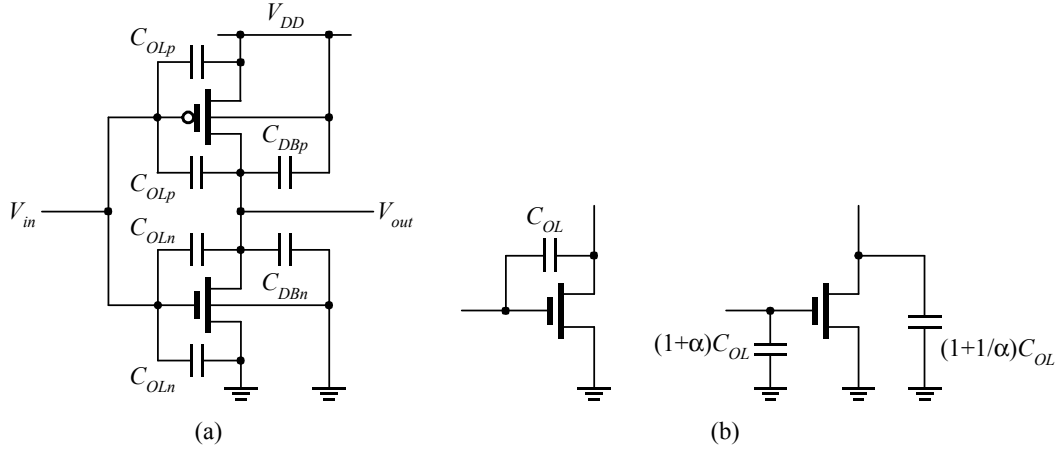 V_DD
C_OLp
C_DBp
C_OLp
V_in
V_out
C_OLn
C_DBn
C_OLn
(a)
C_OL
(1+α)C_OL
(1+1/α)C_OL
(b)